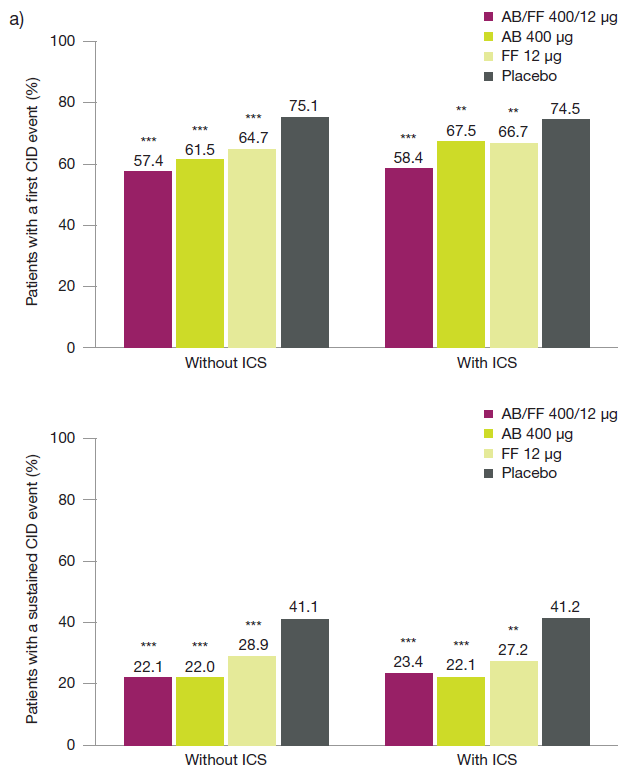 a)
AB/FF 400/12 µg
AB 400 µg
FF 12 µg
Placebo
Patients with a first CID event (%)
100
80
60
40
20
0
***
57.4
***
61.5
***
64.7
75.1
***
58.4
**
67.5
**
66.7
74.5
Without ICS
With ICS
AB/FF 400/12 µg
AB 400 µg
FF 12 µg
Placebo
Patients with a sustained CID event (%)
100
80
60
40
20
0
***
22.1
***
22.0
***
28.9
41.1
***
23.4
***
22.1
**
27.2
41.2
Without ICS
With ICS